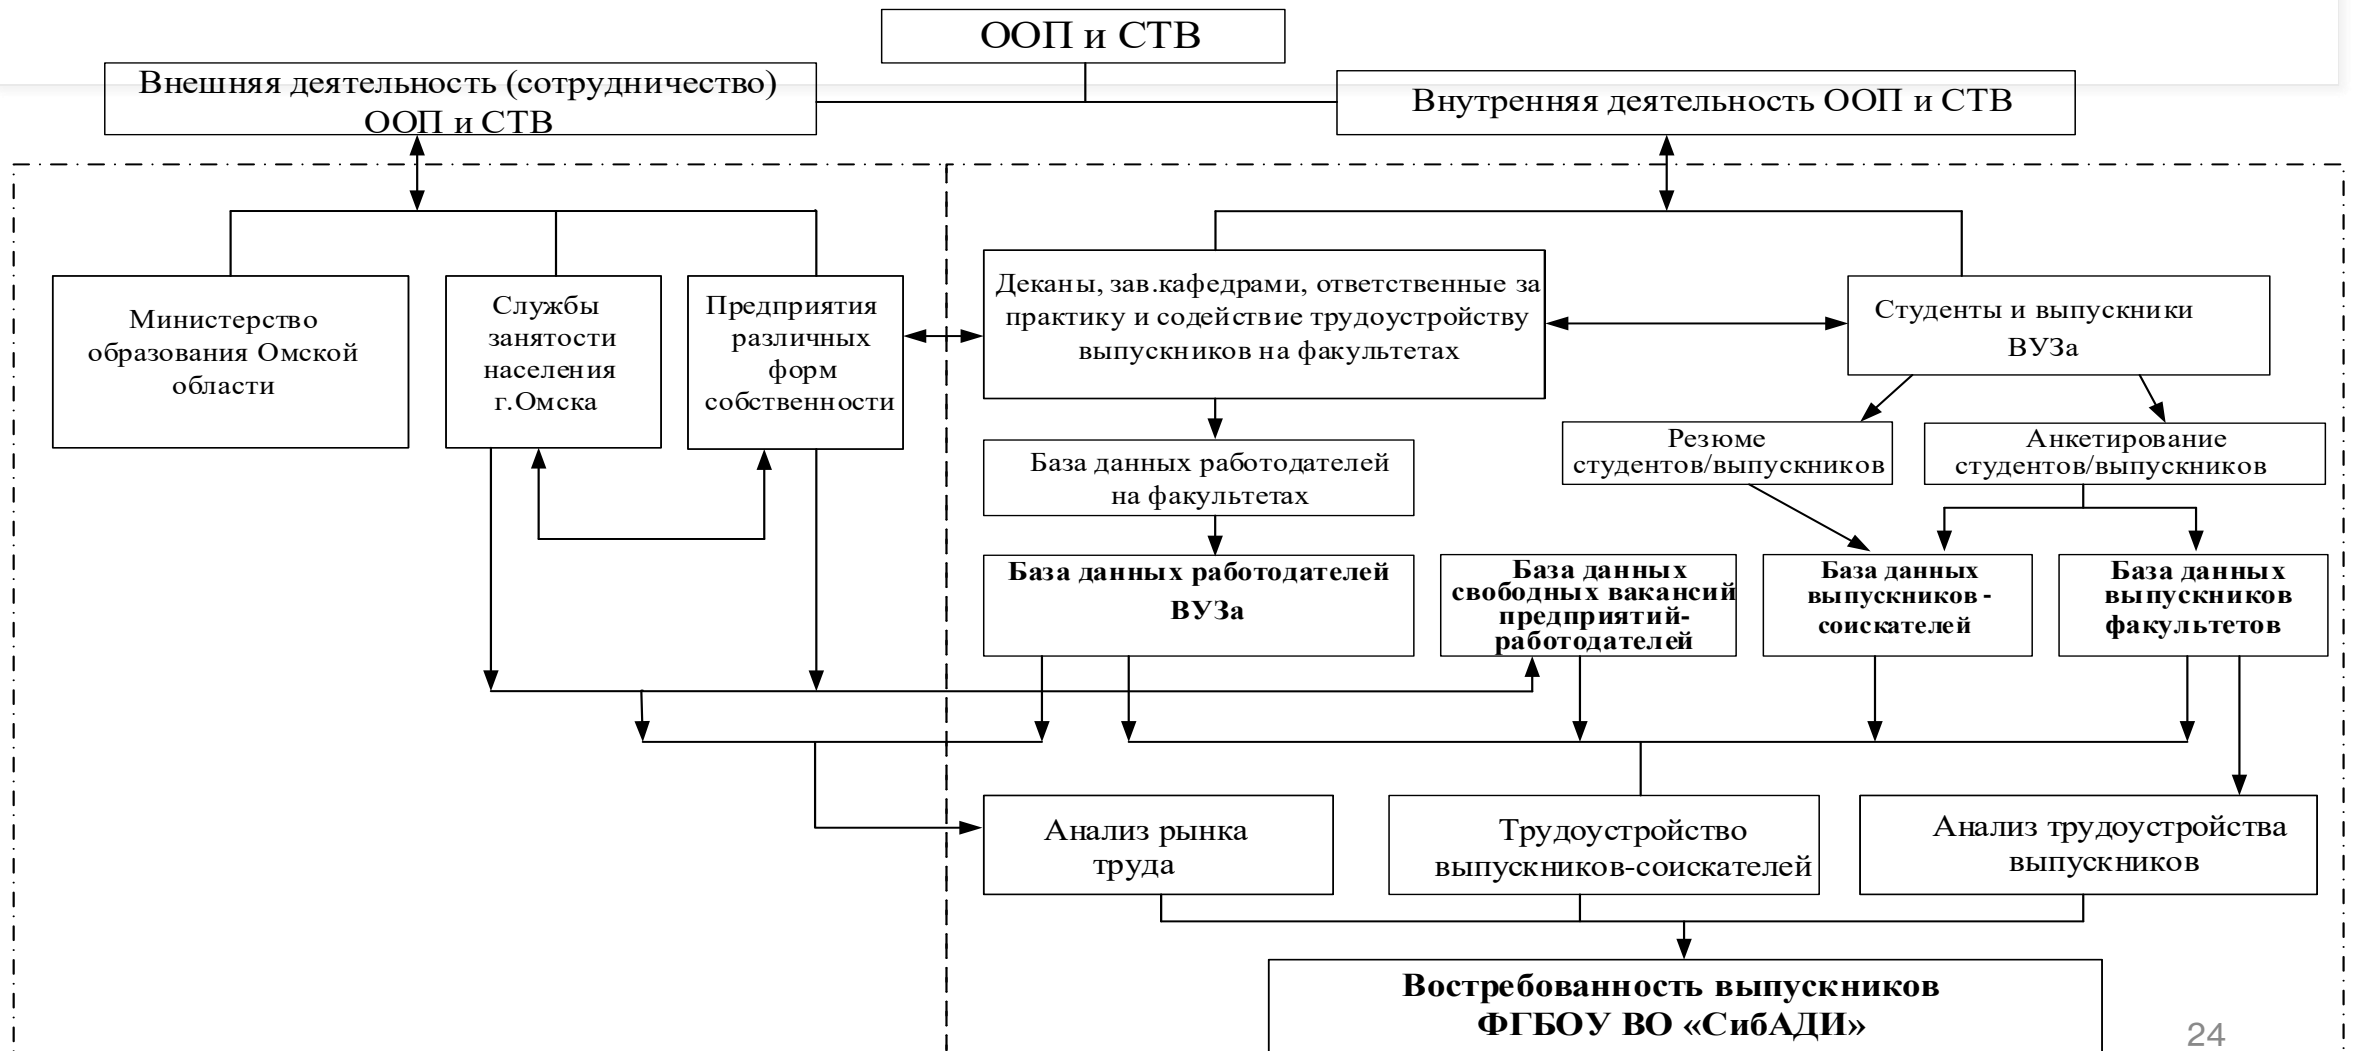 ООП и СТВ
Внешняя деятельность (сотрудничество)
ООП и СТВ
Внутренняя деятельность ООП и СТВ
Министерство
образования Омской
области
Службы
занятости
населения
г.Омска
Предприятия
различных
форм
собственности
Деканы, зав.кафедрами, ответственные за
практику и содействие трудоустройству
выпускников на факультетах
Студенты и выпускники
ВУЗа
База данных работодателей
на факультетах
Резюме
студентов/выпускников
Анкетирование
студентов/выпускников
База данных работодателей
ВУЗа
База данных
свободных вакансий
предприятий-
работодателей
База данных
выпускников -
соискателей
База данных
выпускников
факультетов
Анализ рынка
труда
Трудоустройство
выпускников-соискателей
Анализ трудоустройства
выпускников
Востребованность выпускников
ФГБОУ ВО «СибАДИ»
24